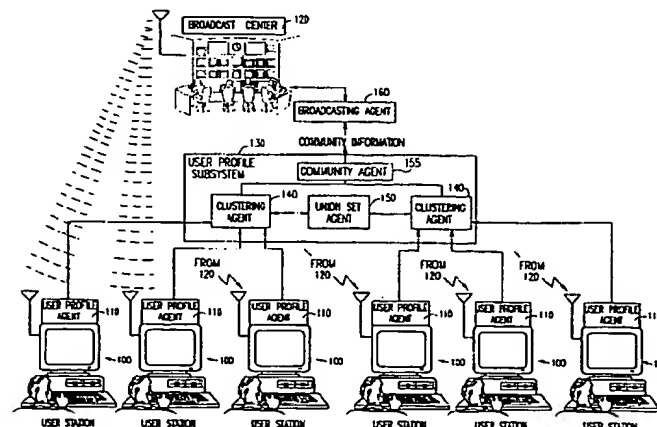 BROADCAST CENTER
120
160
BROADCASTING AGENT
130
COMMUNITY INFORMATION
USER PROFILE SUBSYSTEM
155
COMMUNITY AGENT
140
150
140
CLUSTERING AGENT
UNION SET AGENT
CLUSTERING AGENT
FROM 120
FROM 120
FROM 120
FROM 120
USER PROFILE AGENT
110
USER PROFILE AGENT
110
USER PROFILE AGENT
110
USER PROFILE AGENT
110
USER PROFILE AGENT
110
USER PROFILE AGENT
100
100
100
100
100
USER STATION
USER STATION
USER STATION
USER STATION
USER STATION
USER STATION